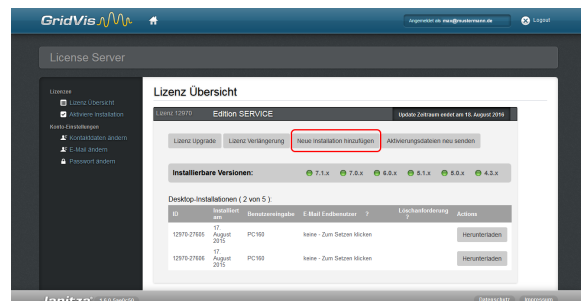 GridVis
Angemeldet als max@mustermann.de
Logout
License Server
Lizenzen
Lizenz Übersicht
Aktiviere Installation
Konto-Einstellungen
Kontaktdaten ändern
E-Mail ändern
Passwort ändern
Lizenz Übersicht
Lizenz 12970 Edition SERVICE Update Zeitraum endet am 18. August 2016
Lizenz Upgrade Lizenz Verlängerung Neue Installation hinzufügen Aktivierungsdateien neu senden
Installierbare Versionen: 7.1.x 7.0.x 6.0.x 5.1.x 5.0.x 4.3.x
Desktop-Installationen ( 2 von 5 ):
ID Installiert am Benutzereingabe E-Mail Endbenutzer ? Löschanforderung ? Actions
12970-27605 17. August 2015 PC160 keine - Zum Setzen klicken Herunterladen
12970-27606 17. August 2015 PC160 keine - Zum Setzen klicken Herunterladen
Janitza
Datenschutz Impressum